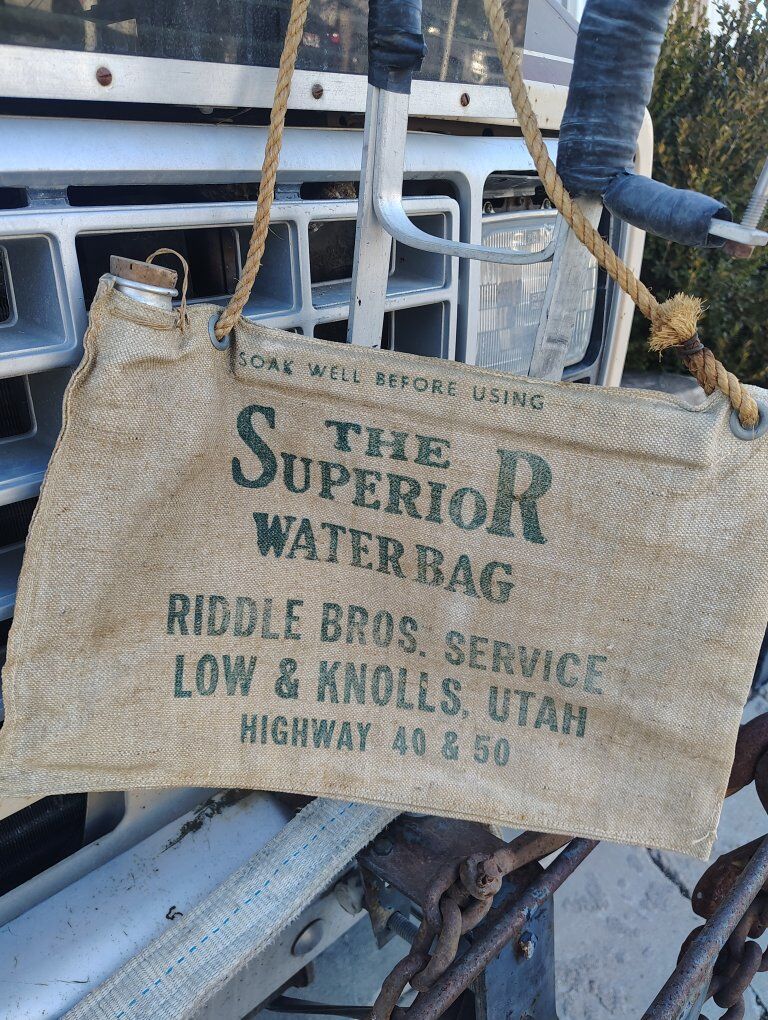 SOAK WELL BEFORE USING
THE
SUPERIOR
WATER BAG
RIDDLE BROS. SERVICE
LOW & KNOLLS, UTAH
HIGHWAY 40 & 50